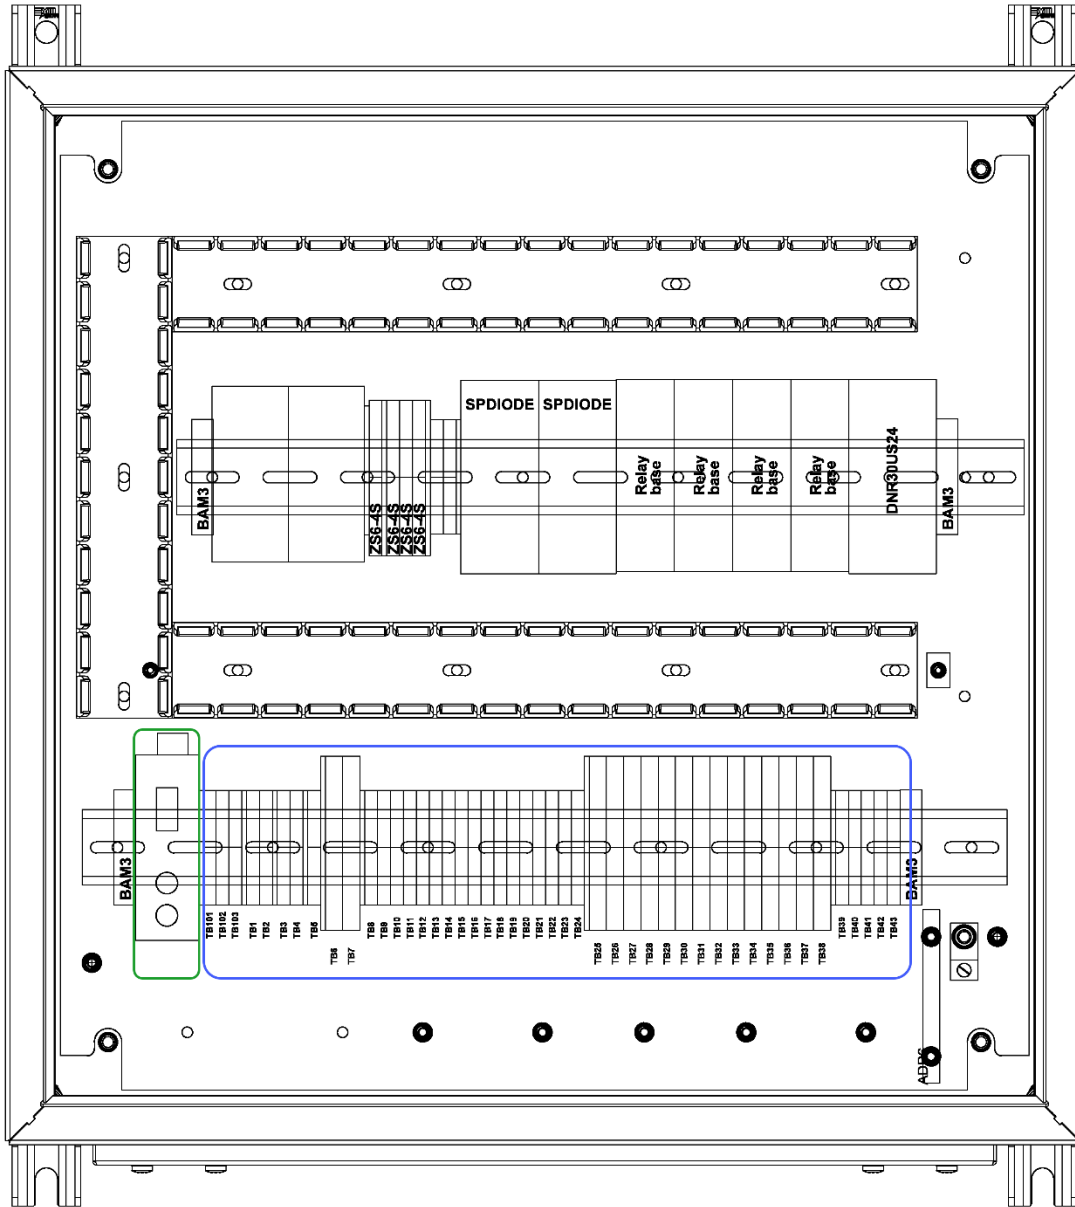 SPDIODE SPDIODE
BAM3
ZS6-4S
ZS6-4S
ZS6-4S
ZS6-4S
Relay
base
Relay
base
Relay
base
Relay
base
DNR30US24
BAM3
BAM3
TB101
TB102
TB103
TB1
TB2
TB3
TB4
TB5
TB6
TB7
TB8
TB9
TB10
TB11
TB12
TB13
TB14
TB15
TB16
TB17
TB18
TB19
TB20
TB21
TB22
TB23
TB24
TB25
TB26
TB27
TB28
TB29
TB30
TB31
TB32
TB33
TB34
TB35
TB36
TB37
TB38
TB39
TB40
TB41
TB42
TB43
BAM3